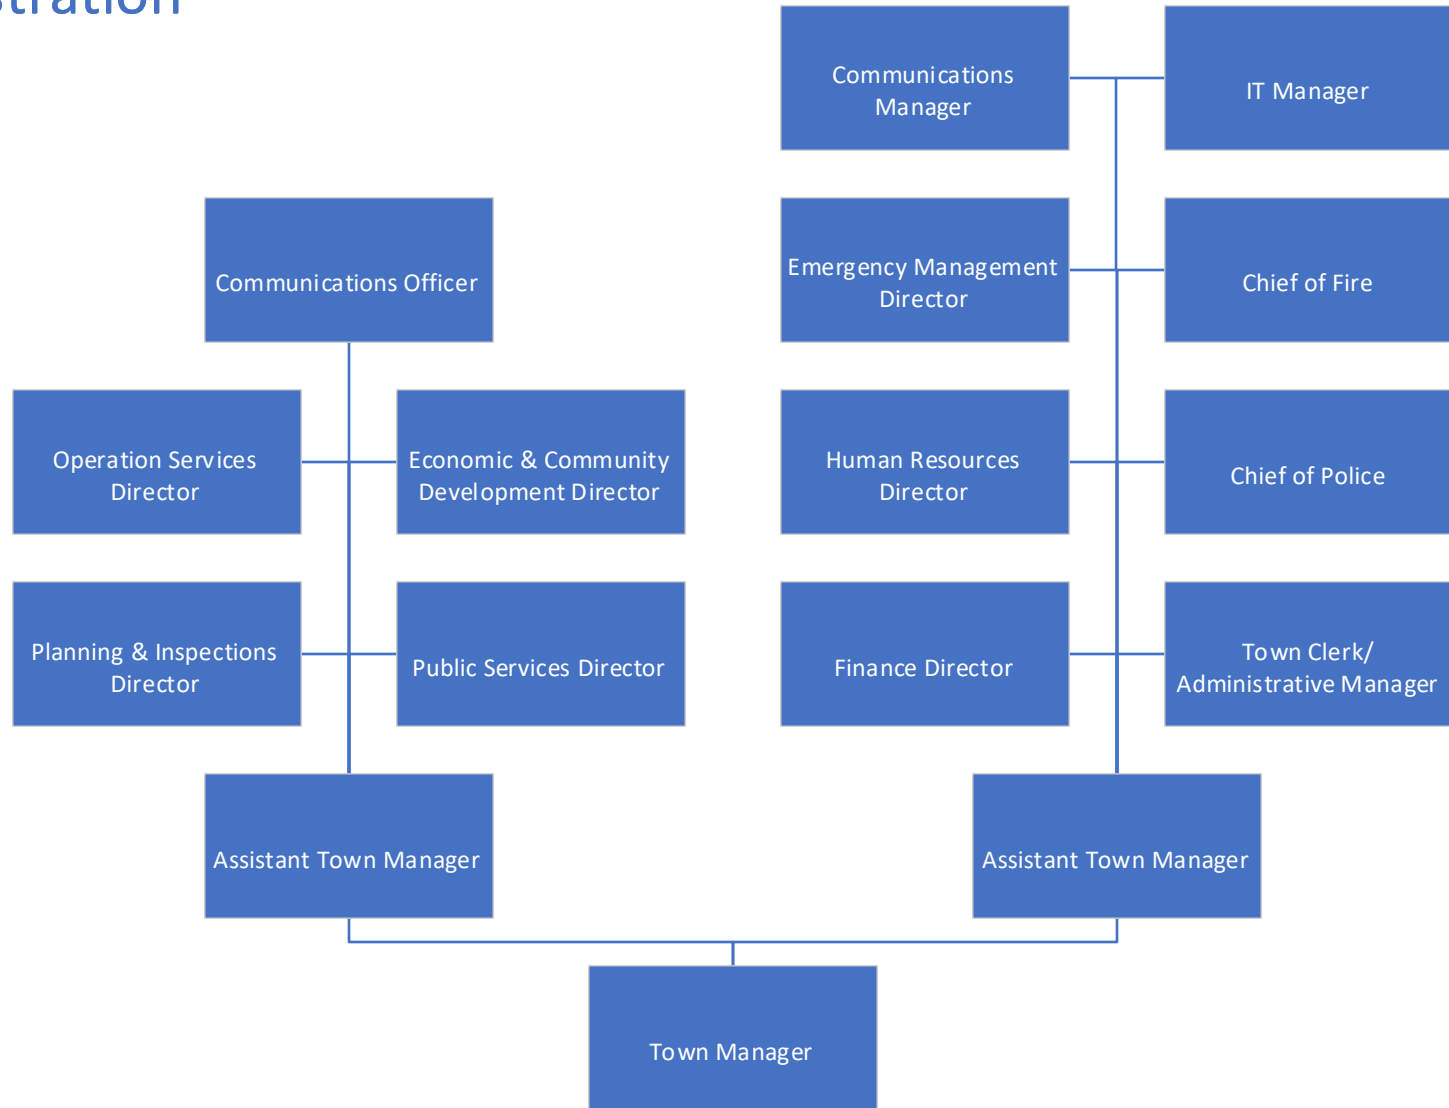 stration
Communications
Manager
IT Manager
Communications Officer
Emergency Management
Director
Chief of Fire
Operation Services
Director
Economic & Community
Development Director
Human Resources
Director
Chief of Police
Planning & Inspections
Director
Public Services Director
Finance Director
Town Clerk/
Administrative Manager
Assistant Town Manager
Assistant Town Manager
Town Manager